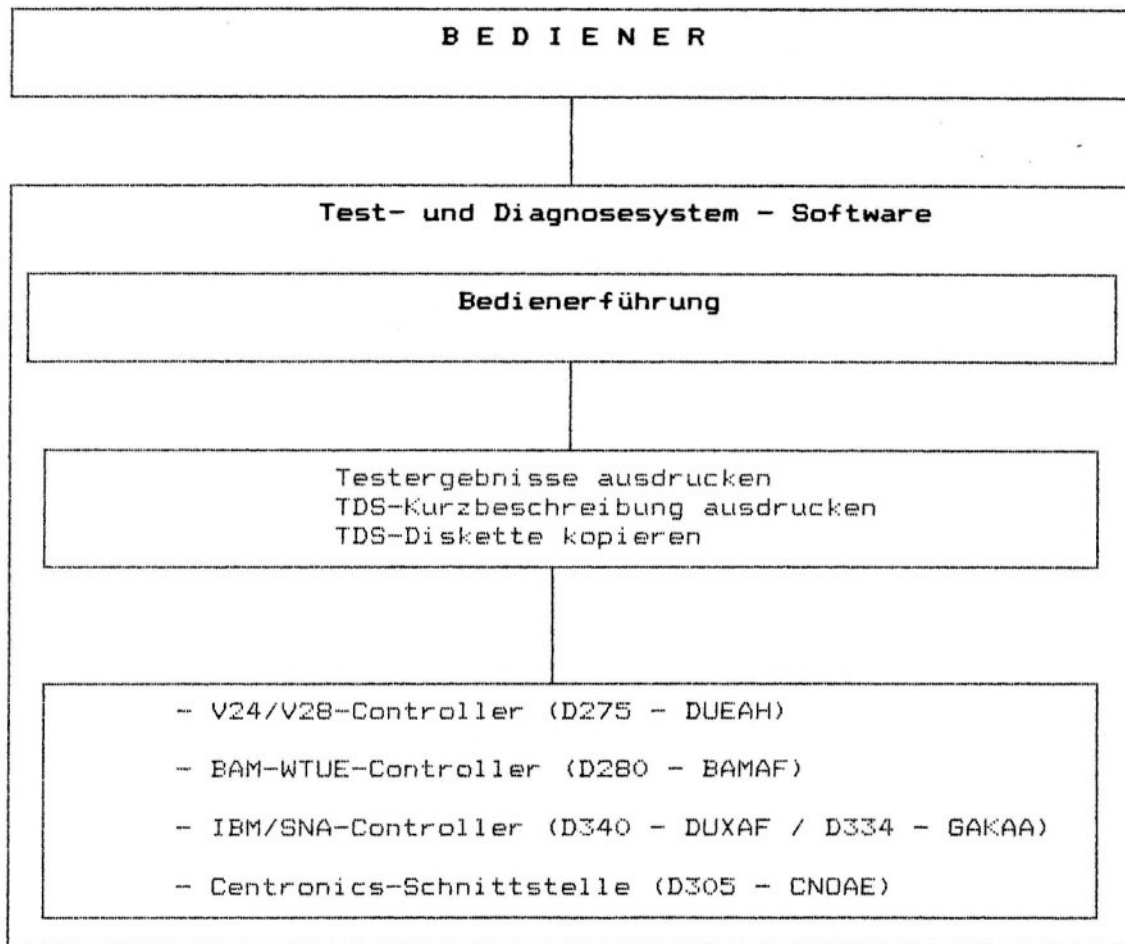 B E D I E N E R
Test- und Diagnosesystem - Software
Bedienerführung
Testergebnisse ausdrucken
TDS-Kurzbeschreibung ausdrucken
TDS-Diskette kopieren
- V24/V28-Controller (D275 - DUEAH)
- BAM-WTUE-Controller (D280 - BAMAF)
- IBM/SNA-Controller (D340 - DUXAF / D334 - GAKAA)
- Centronics-Schnittstelle (D305 - CNOAE)